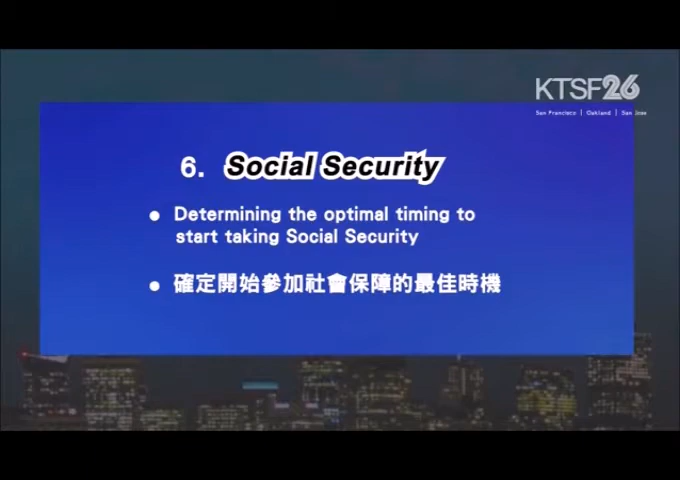 KTSF26
San Francisco | Oakland | San Jose
6. Social Security
● Determining the optimal timing to
start taking Social Security
● 確定開始參加社會保障的最佳時機